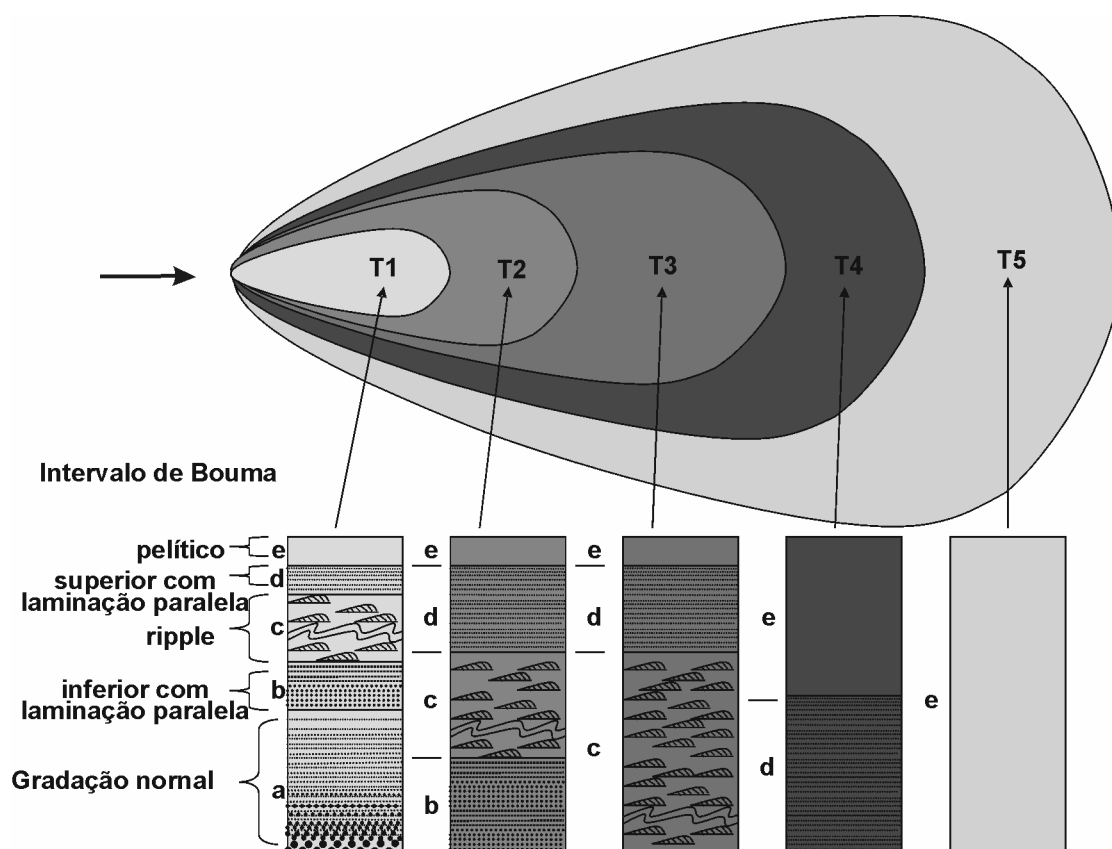 T1 T2 T3 T4 T5
Intervalo de Bouma
pelítico e e e
superior com d
laminação paralela d d e
ripple c
inferior com b c e
laminação paralela
Gradação normal a b c d